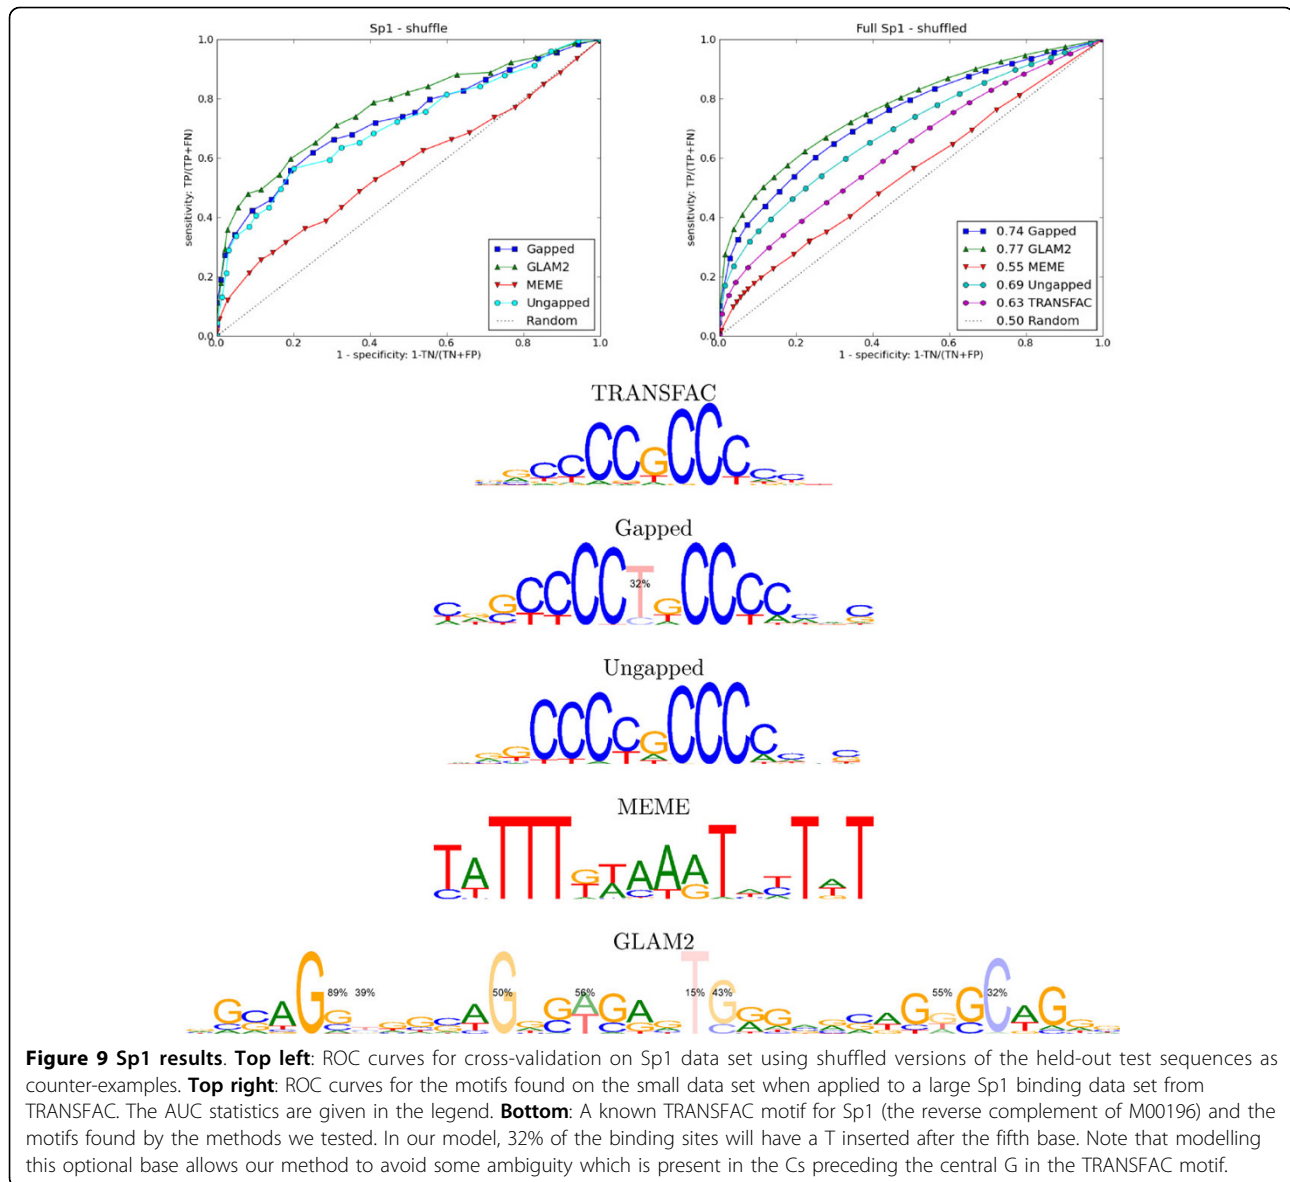 Sp1 - shuffle
1.0
0.8
0.6
0.4
0.2
0.0
sensitivity: TP/(TP+FN)
0.2
0.4
0.6
0.8
1.0
1 - specificity: 1-TN/(TN+FP)
Gapped
GLAM2
MEME
Ungapped
Random
Full Sp1 - shuffled
1.0
0.8
0.6
0.4
0.2
0.0
sensitivity: TP/(TP+FN)
0.2
0.4
0.6
0.8
1.0
1 - specificity: 1-TN/(TN+FP)
0.74 Gapped
0.77 GLAM2
0.55 MEME
0.69 Ungapped
0.63 TRANSFAC
0.50 Random
TRANSFAC
GCCCCGCCCCC
Gapped
32%
Ungapped
MEME
GLAM2
89% 39% 50% 56% 15% 43% 55% 32%
Figure 9 Sp1 results. Top left: ROC curves for cross-validation on Sp1 data set using shuffled versions of the held-out test sequences as
counter-examples. Top right: ROC curves for the motifs found on the small data set when applied to a large Sp1 binding data set from
TRANSFAC. The AUC statistics are given in the legend. Bottom: A known TRANSFAC motif for Sp1 (the reverse complement of M00196) and the
motifs found by the methods we tested. In our model, 32% of the binding sites will have a T inserted after the fifth base. Note that modelling
this optional base allows our method to avoid some ambiguity which is present in the Cs preceding the central G in the TRANSFAC motif.